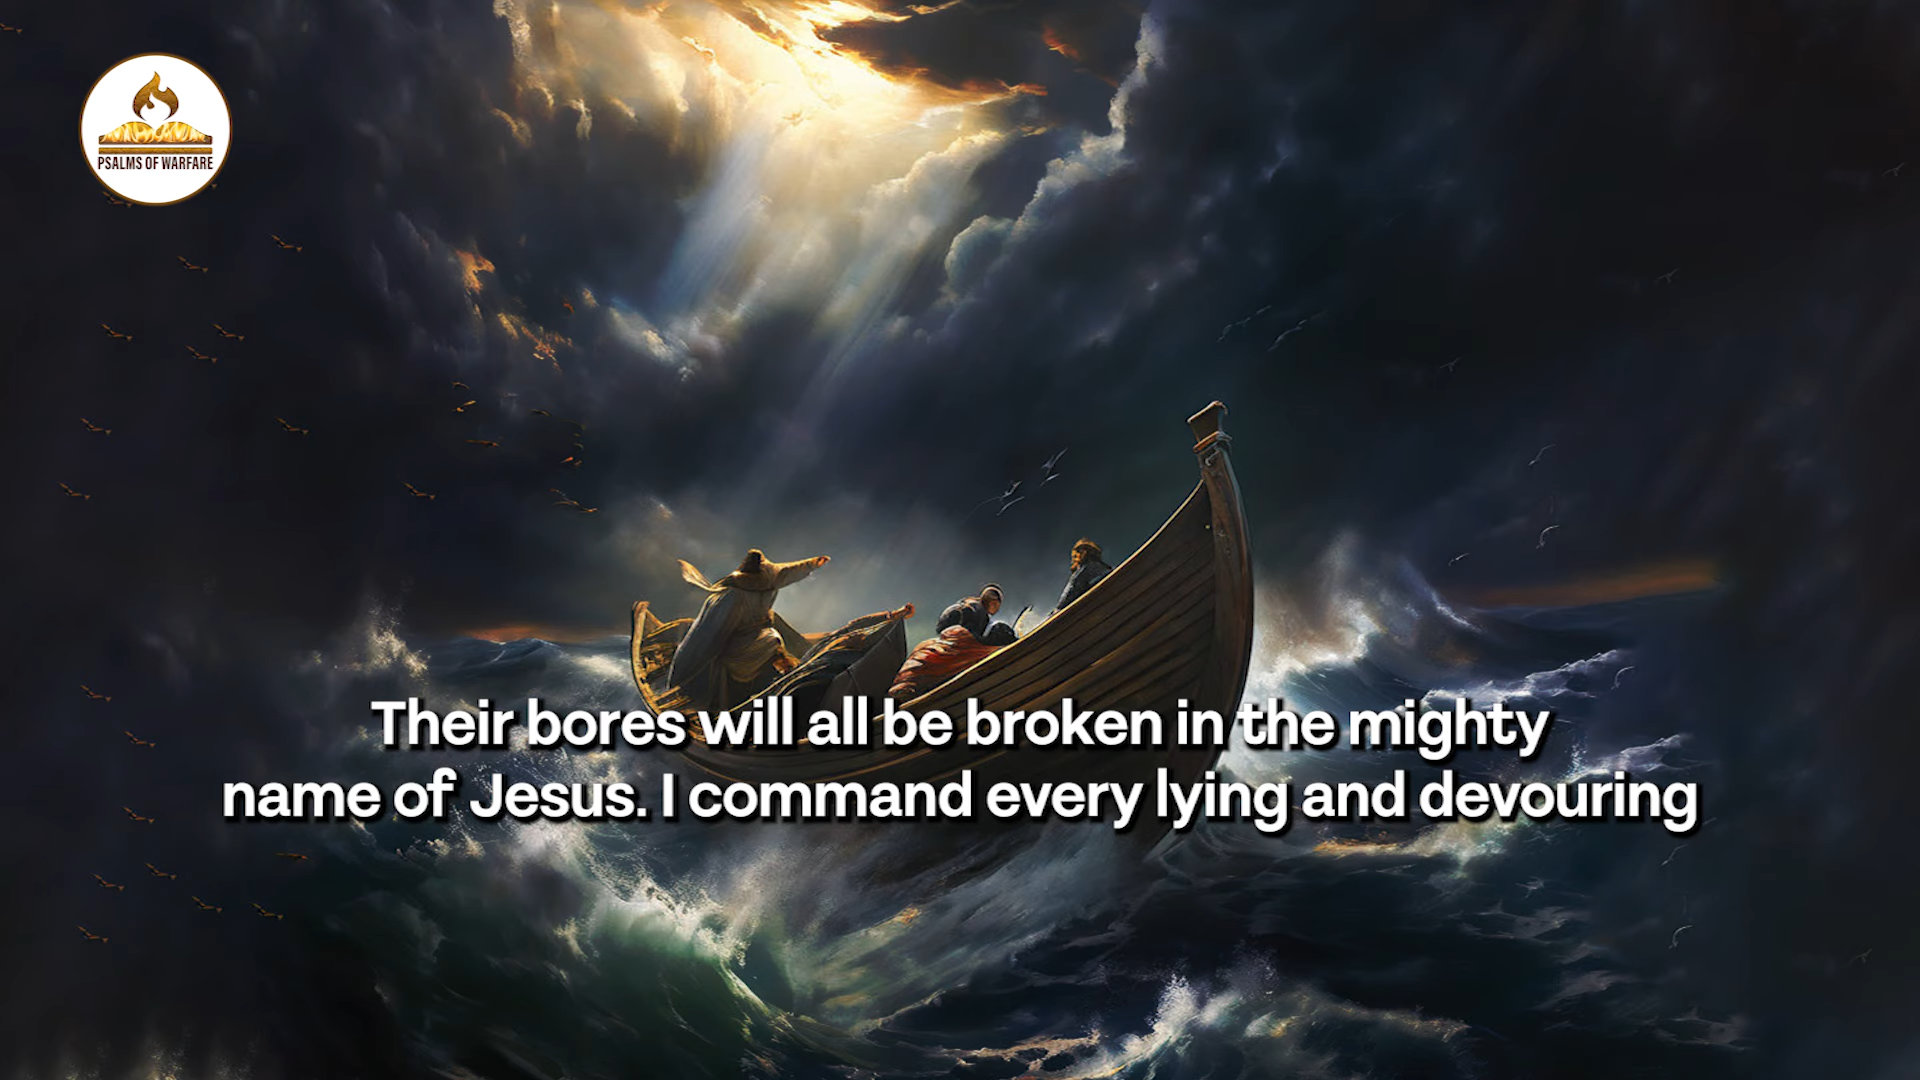 PSALMS OF WARFARE
Their bores will all be broken in the mighty
name of Jesus. I command every lying and devouring